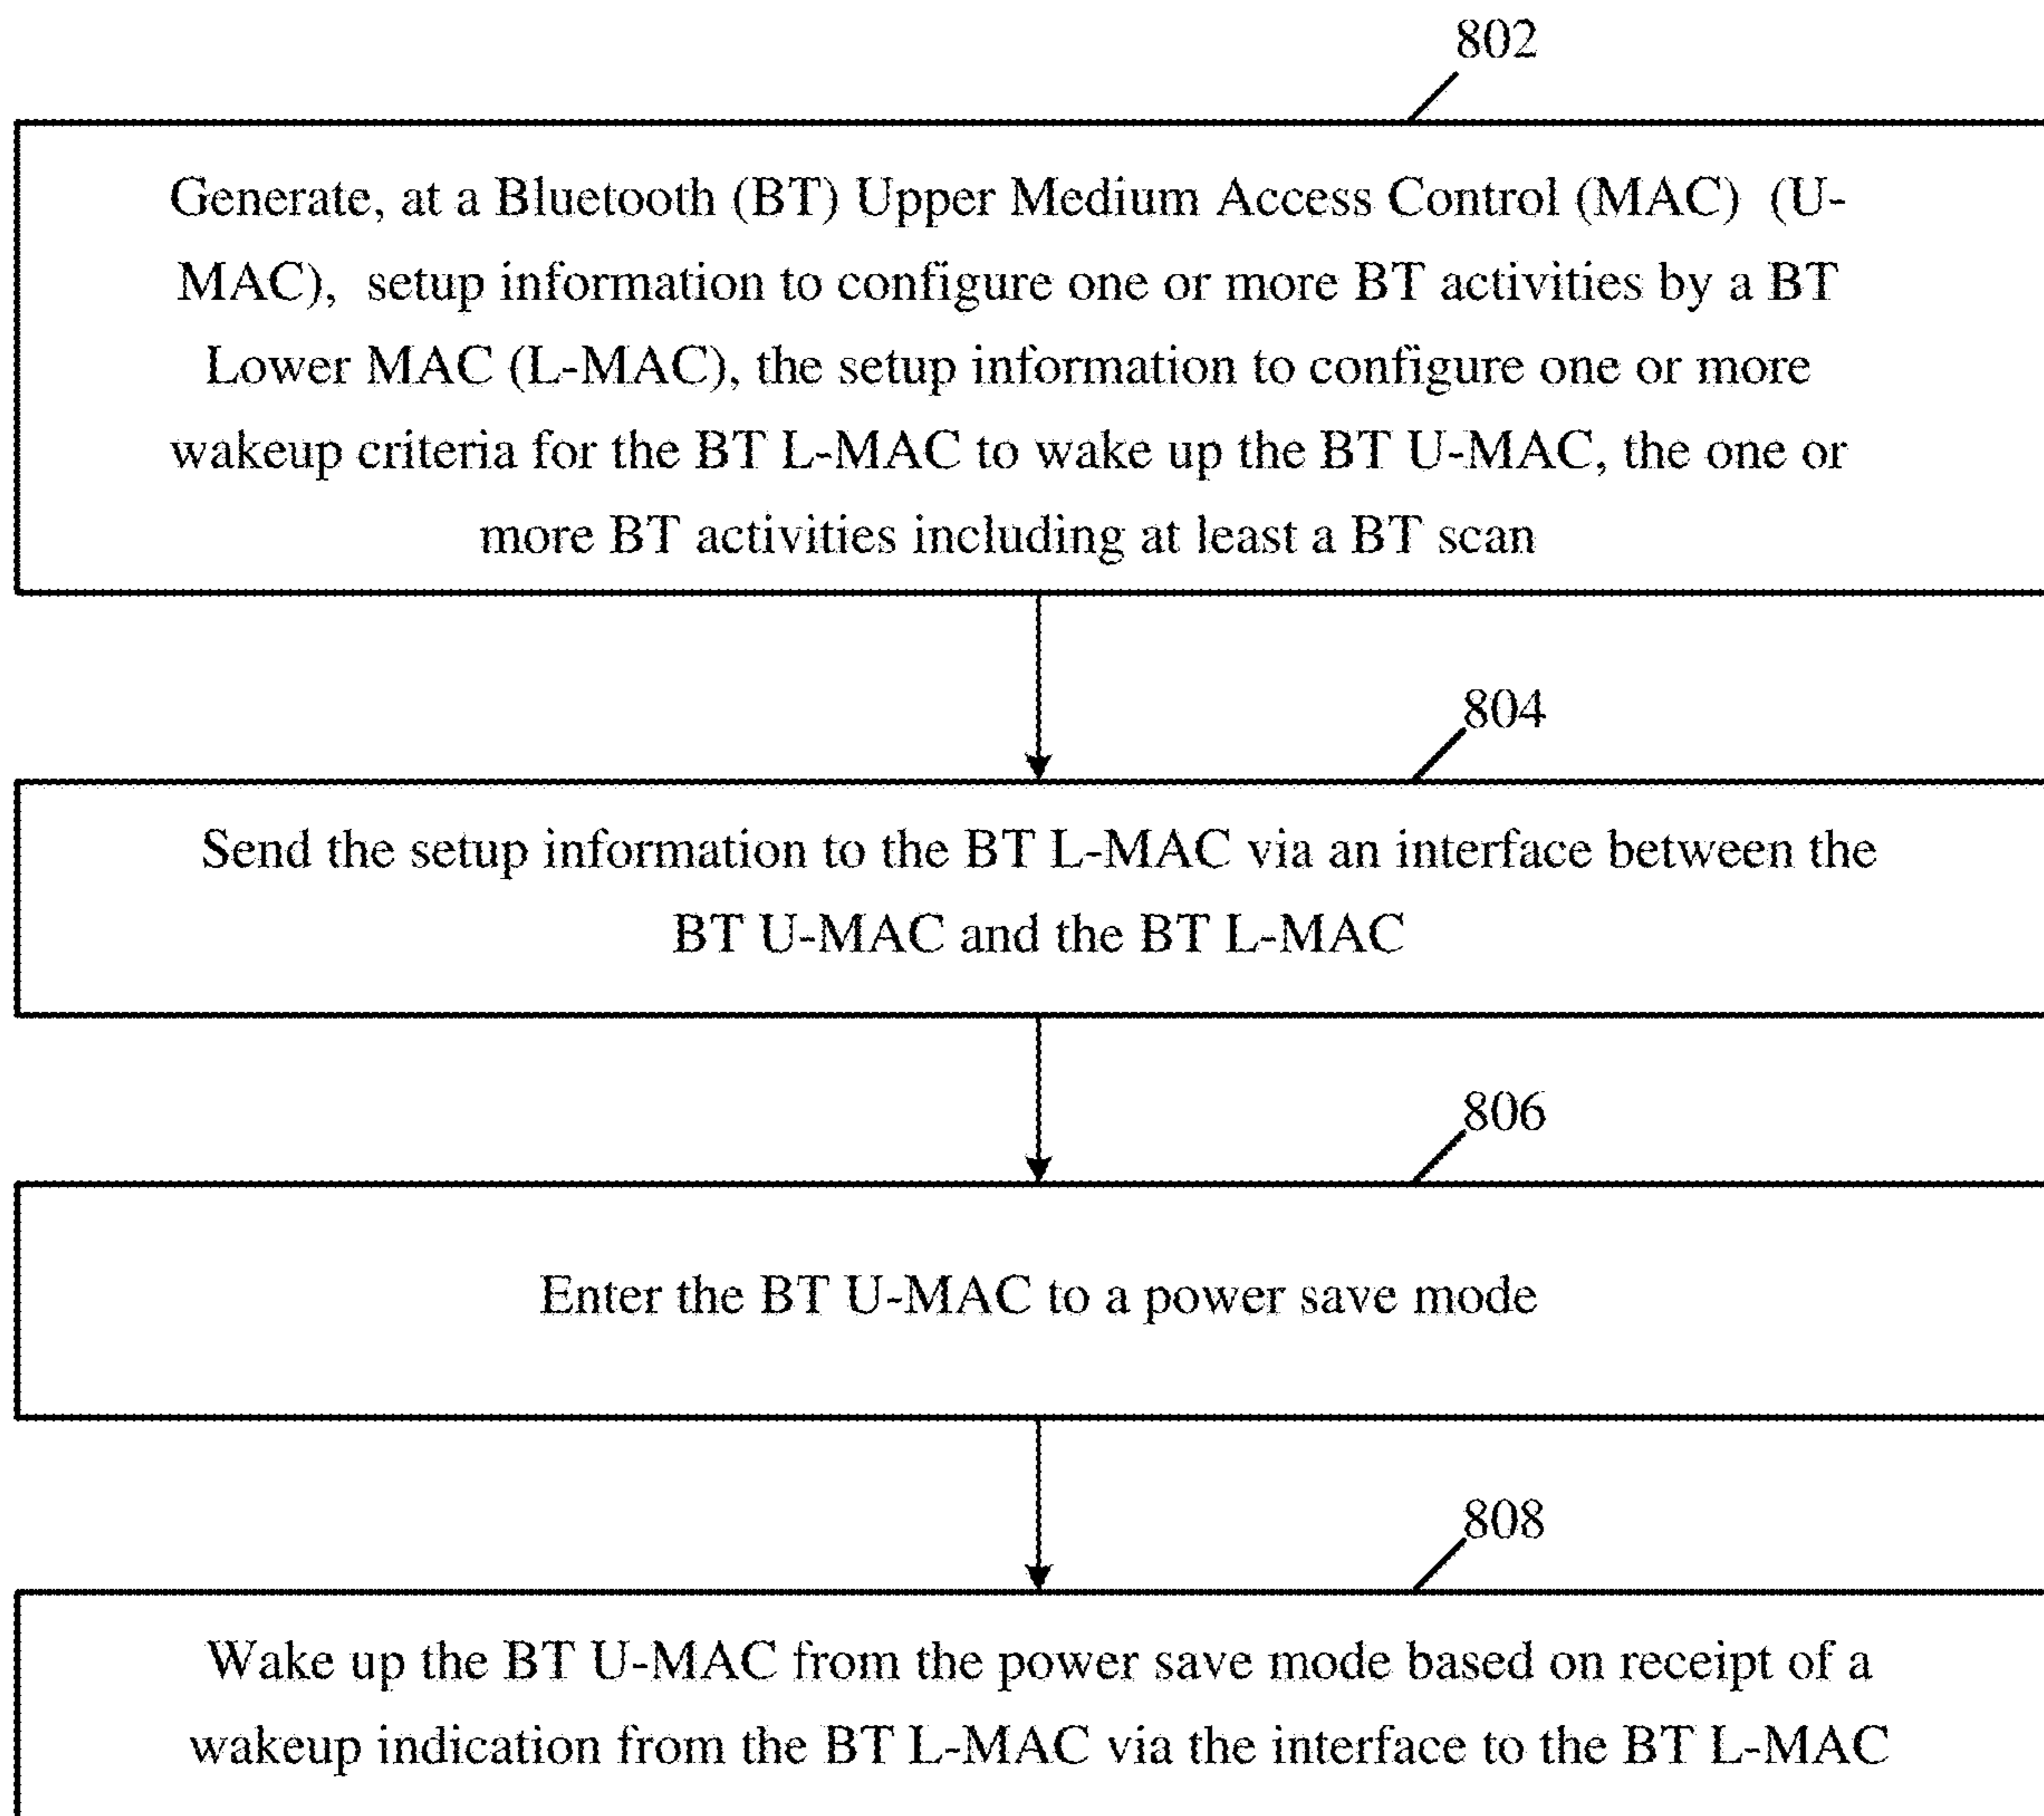 802
Generate, at a Bluetooth (BT) Upper Medium Access Control (MAC) (U-
MAC), setup information to configure one or more BT activities by a BT
Lower MAC (L-MAC), the setup information to configure one or more
wakeup criteria for the BT L-MAC to wake up the BT U-MAC, the one or
more BT activities including at least a BT scan
804
Send the setup information to the BT L-MAC via an interface between the
BT U-MAC and the BT L-MAC
806
Enter the BT U-MAC to a power save mode
808
Wake up the BT U-MAC from the power save mode based on receipt of a
wakeup indication from the BT L-MAC via the interface to the BT L-MAC